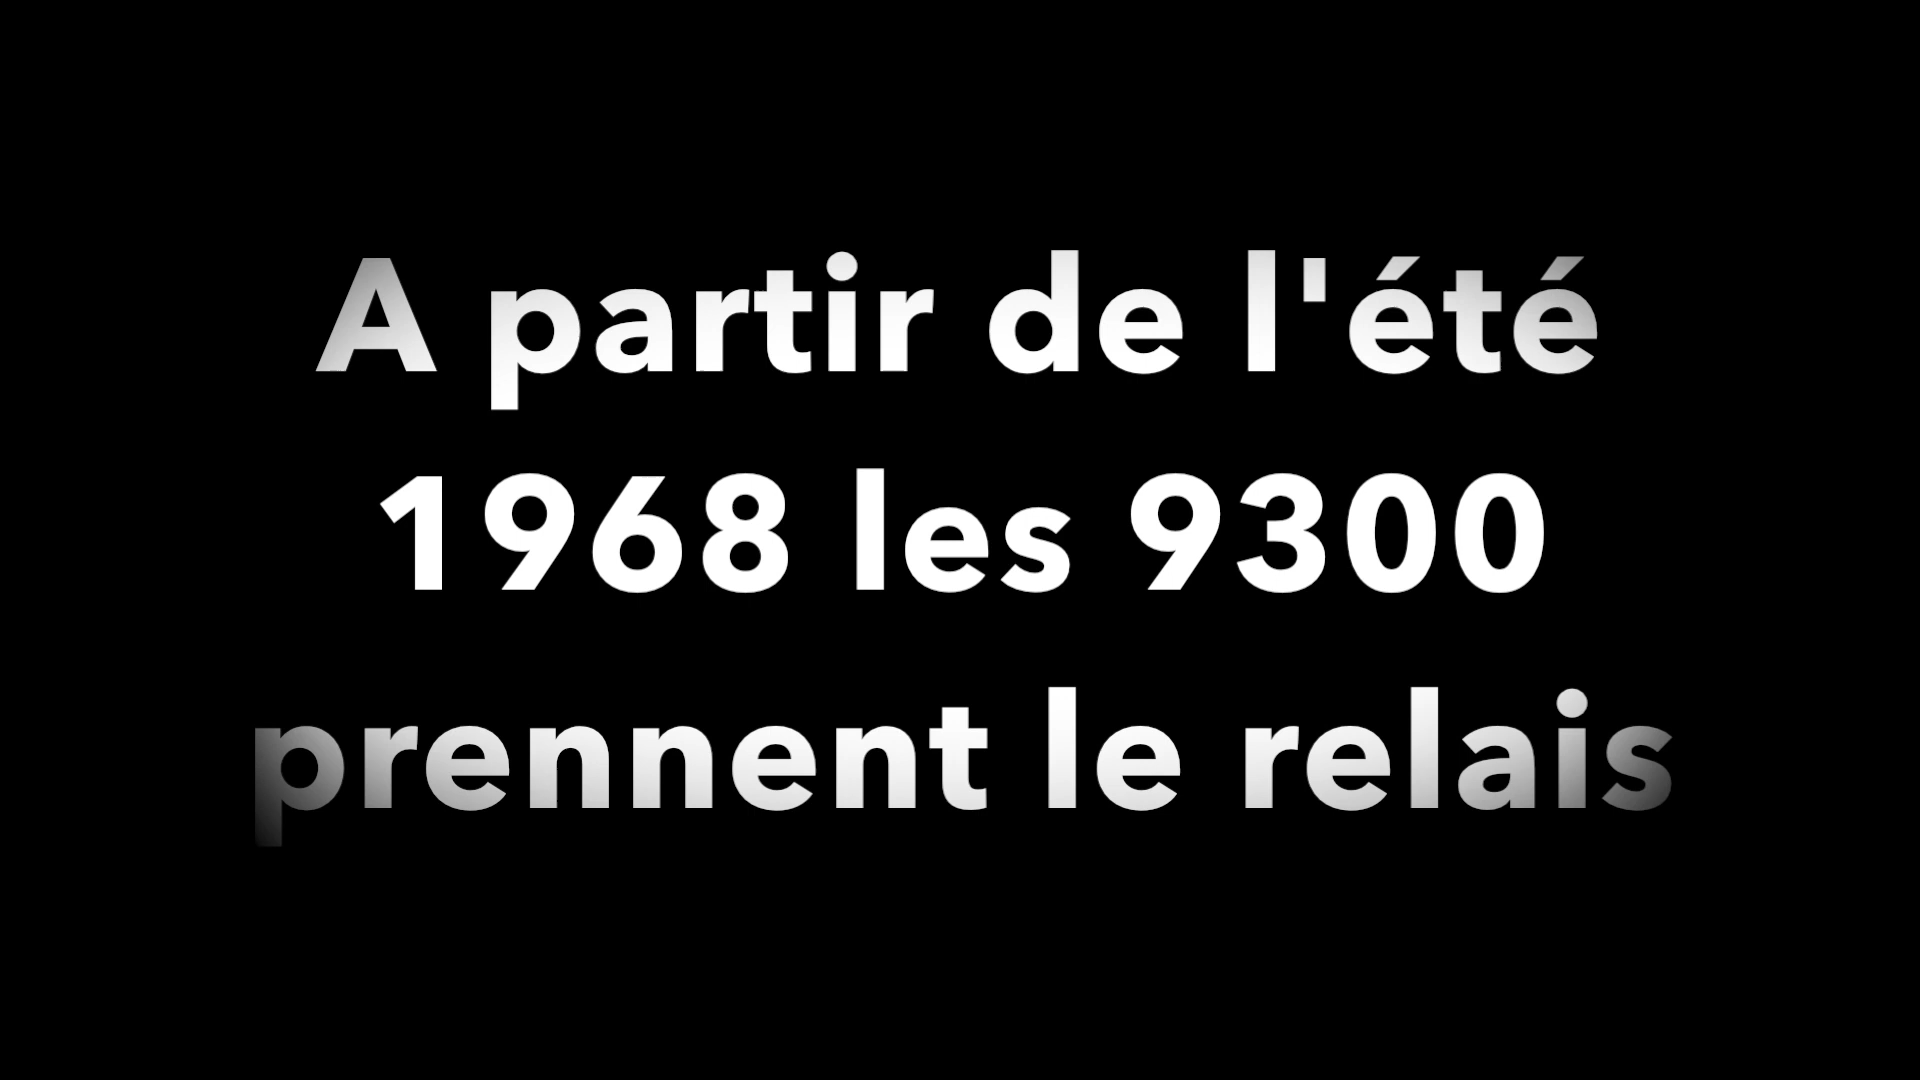 A partir de l'été
1968 les 9300
prennent le relais